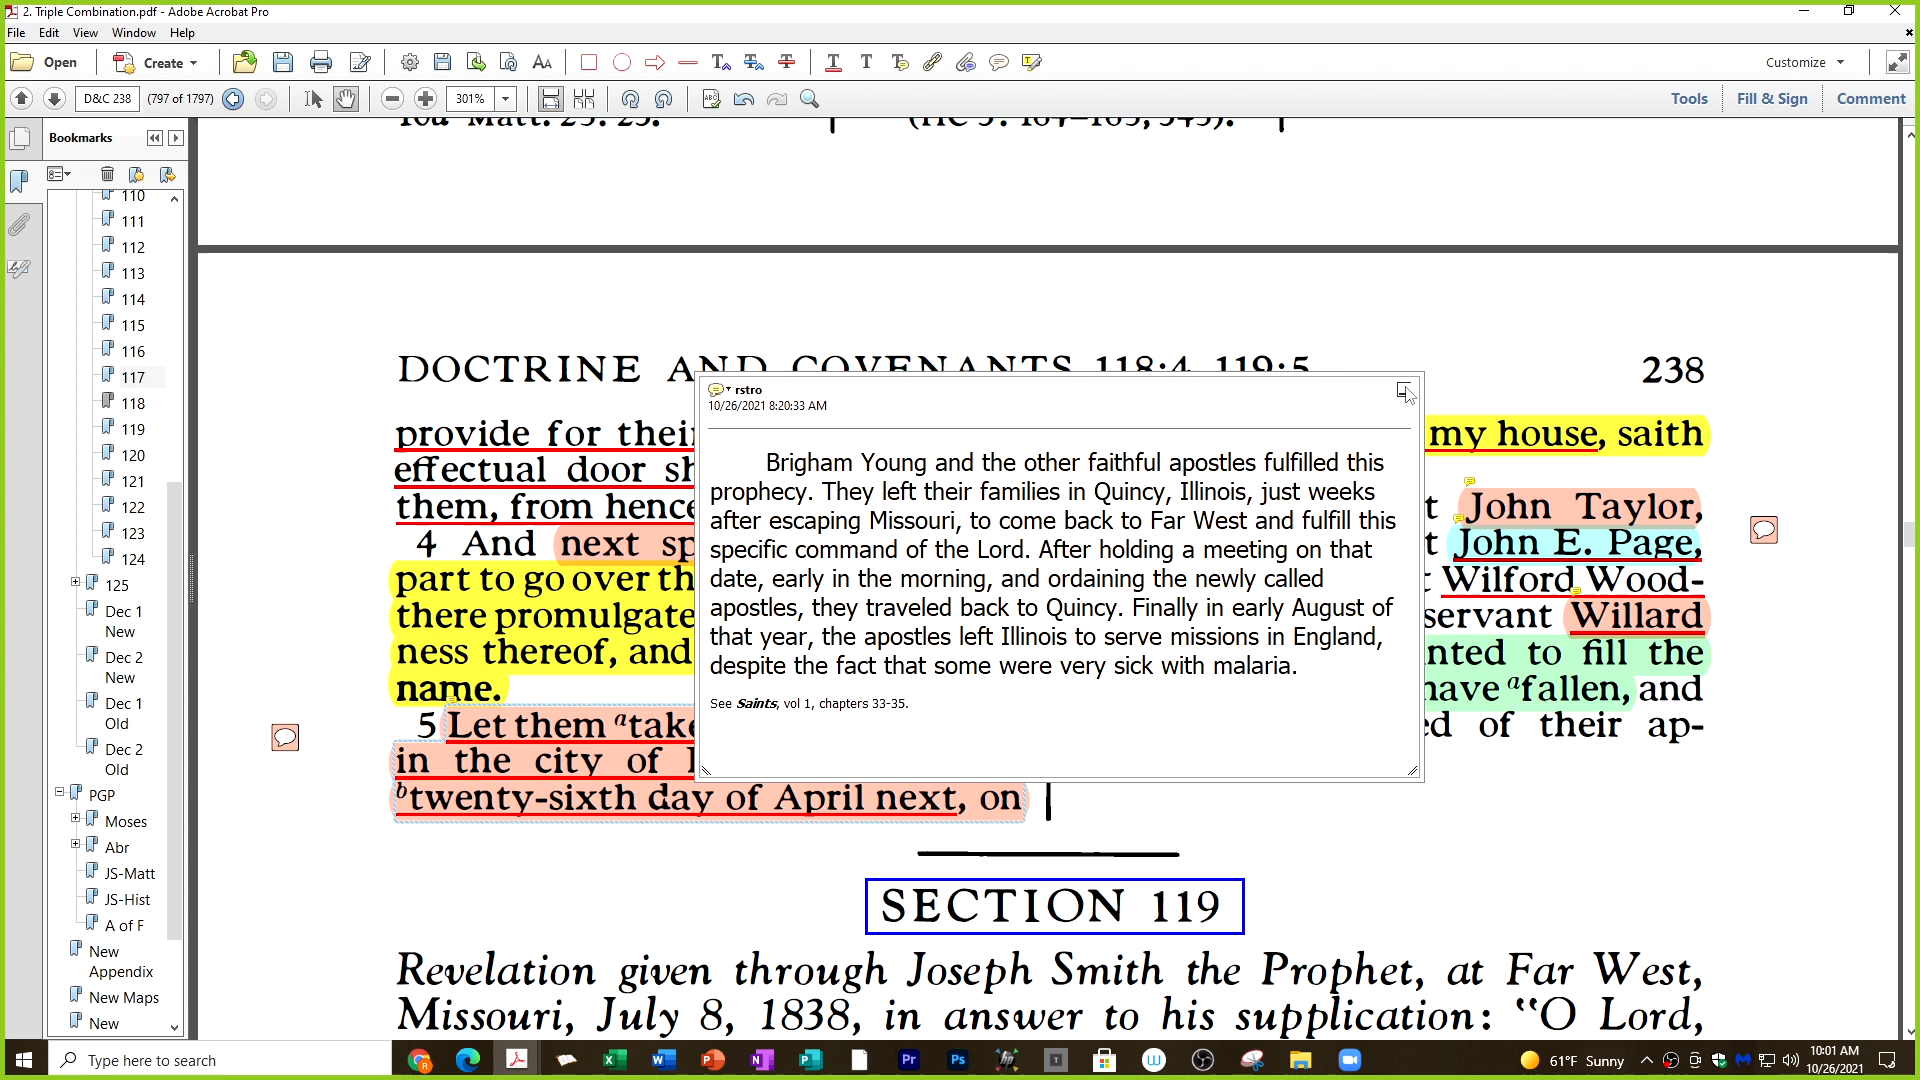 2. Triple Combination.pdf - Adobe Acrobat Pro
File Edit View Window Help
Open Create Customize
D&C 238 (797 of 1797) 301% Tools Fill & Sign Comment
Bookmarks
110
111
112
113
114
115
116
117
118
119
120
121
122
123
124
125
Dec 1
New
Dec 2
New
Dec 1
Old
Dec 2
Old
PGP
Moses
Abr
JS-Matt
JS-Hist
A of F
New
Appendix
New Maps
New
DOCTRINE AND COVENANTS 118:4–119:5 238
provide for their
effectual door sh
them, from hence
4 And next sp
part to go over th
there promulgate
ness thereof, and
name.
5 Let them ᵃtake
in the city of
ᵇtwenty-sixth day of April next, on
rstro
10/26/2021 8:20:33 AM
Brigham Young and the other faithful apostles fulfilled this
prophecy. They left their families in Quincy, Illinois, just weeks
after escaping Missouri, to come back to Far West and fulfill this
specific command of the Lord. After holding a meeting on that
date, early in the morning, and ordaining the newly called
apostles, they traveled back to Quincy. Finally in early August of
that year, the apostles left Illinois to serve missions in England,
despite the fact that some were very sick with malaria.
See Saints, vol 1, chapters 33-35.
my house, saith
t John Taylor,
t John E. Page,
t Wilford Wood-
servant Willard
nted to fill the
have ᵃfallen, and
d of their ap-
SECTION 119
Revelation given through Joseph Smith the Prophet, at Far West,
Missouri, July 8, 1838, in answer to his supplication: "O Lord,
Type here to search
61°F Sunny
10:01 AM
10/26/2021